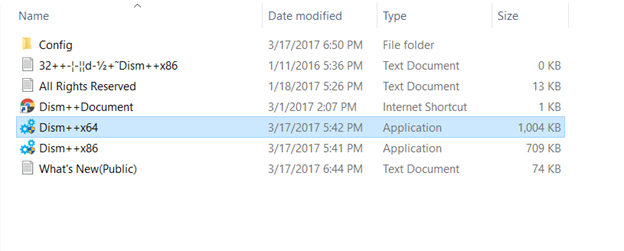 Name Date modified Type Size
Config 3/17/2017 6:50 PM File folder
32++-¦-¦¦d-½+˜Dism++x86 1/11/2016 5:36 PM Text Document 0 KB
All Rights Reserved 1/18/2017 5:26 PM Text Document 13 KB
Dism++Document 3/1/2017 2:07 PM Internet Shortcut 1 KB
Dism++x64 3/17/2017 5:42 PM Application 1,004 KB
Dism++x86 3/17/2017 5:41 PM Application 709 KB
What's New(Public) 3/17/2017 6:44 PM Text Document 74 KB